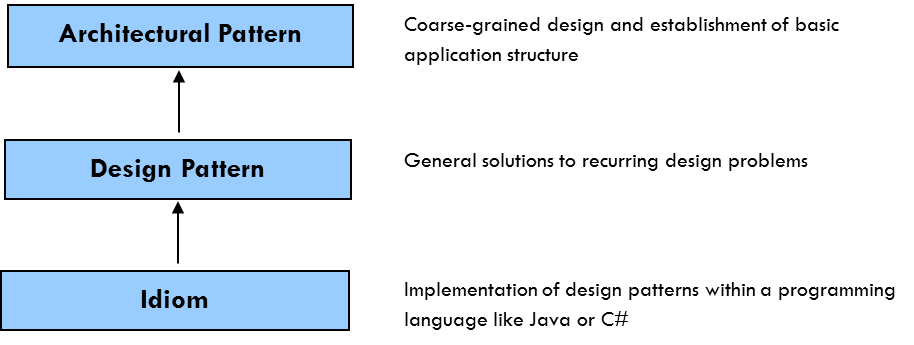 Architectural Pattern
Coarse-grained design and establishment of basic
application structure
Design Pattern
General solutions to recurring design problems
Idiom
Implementation of design patterns within a programming
language like Java or C#